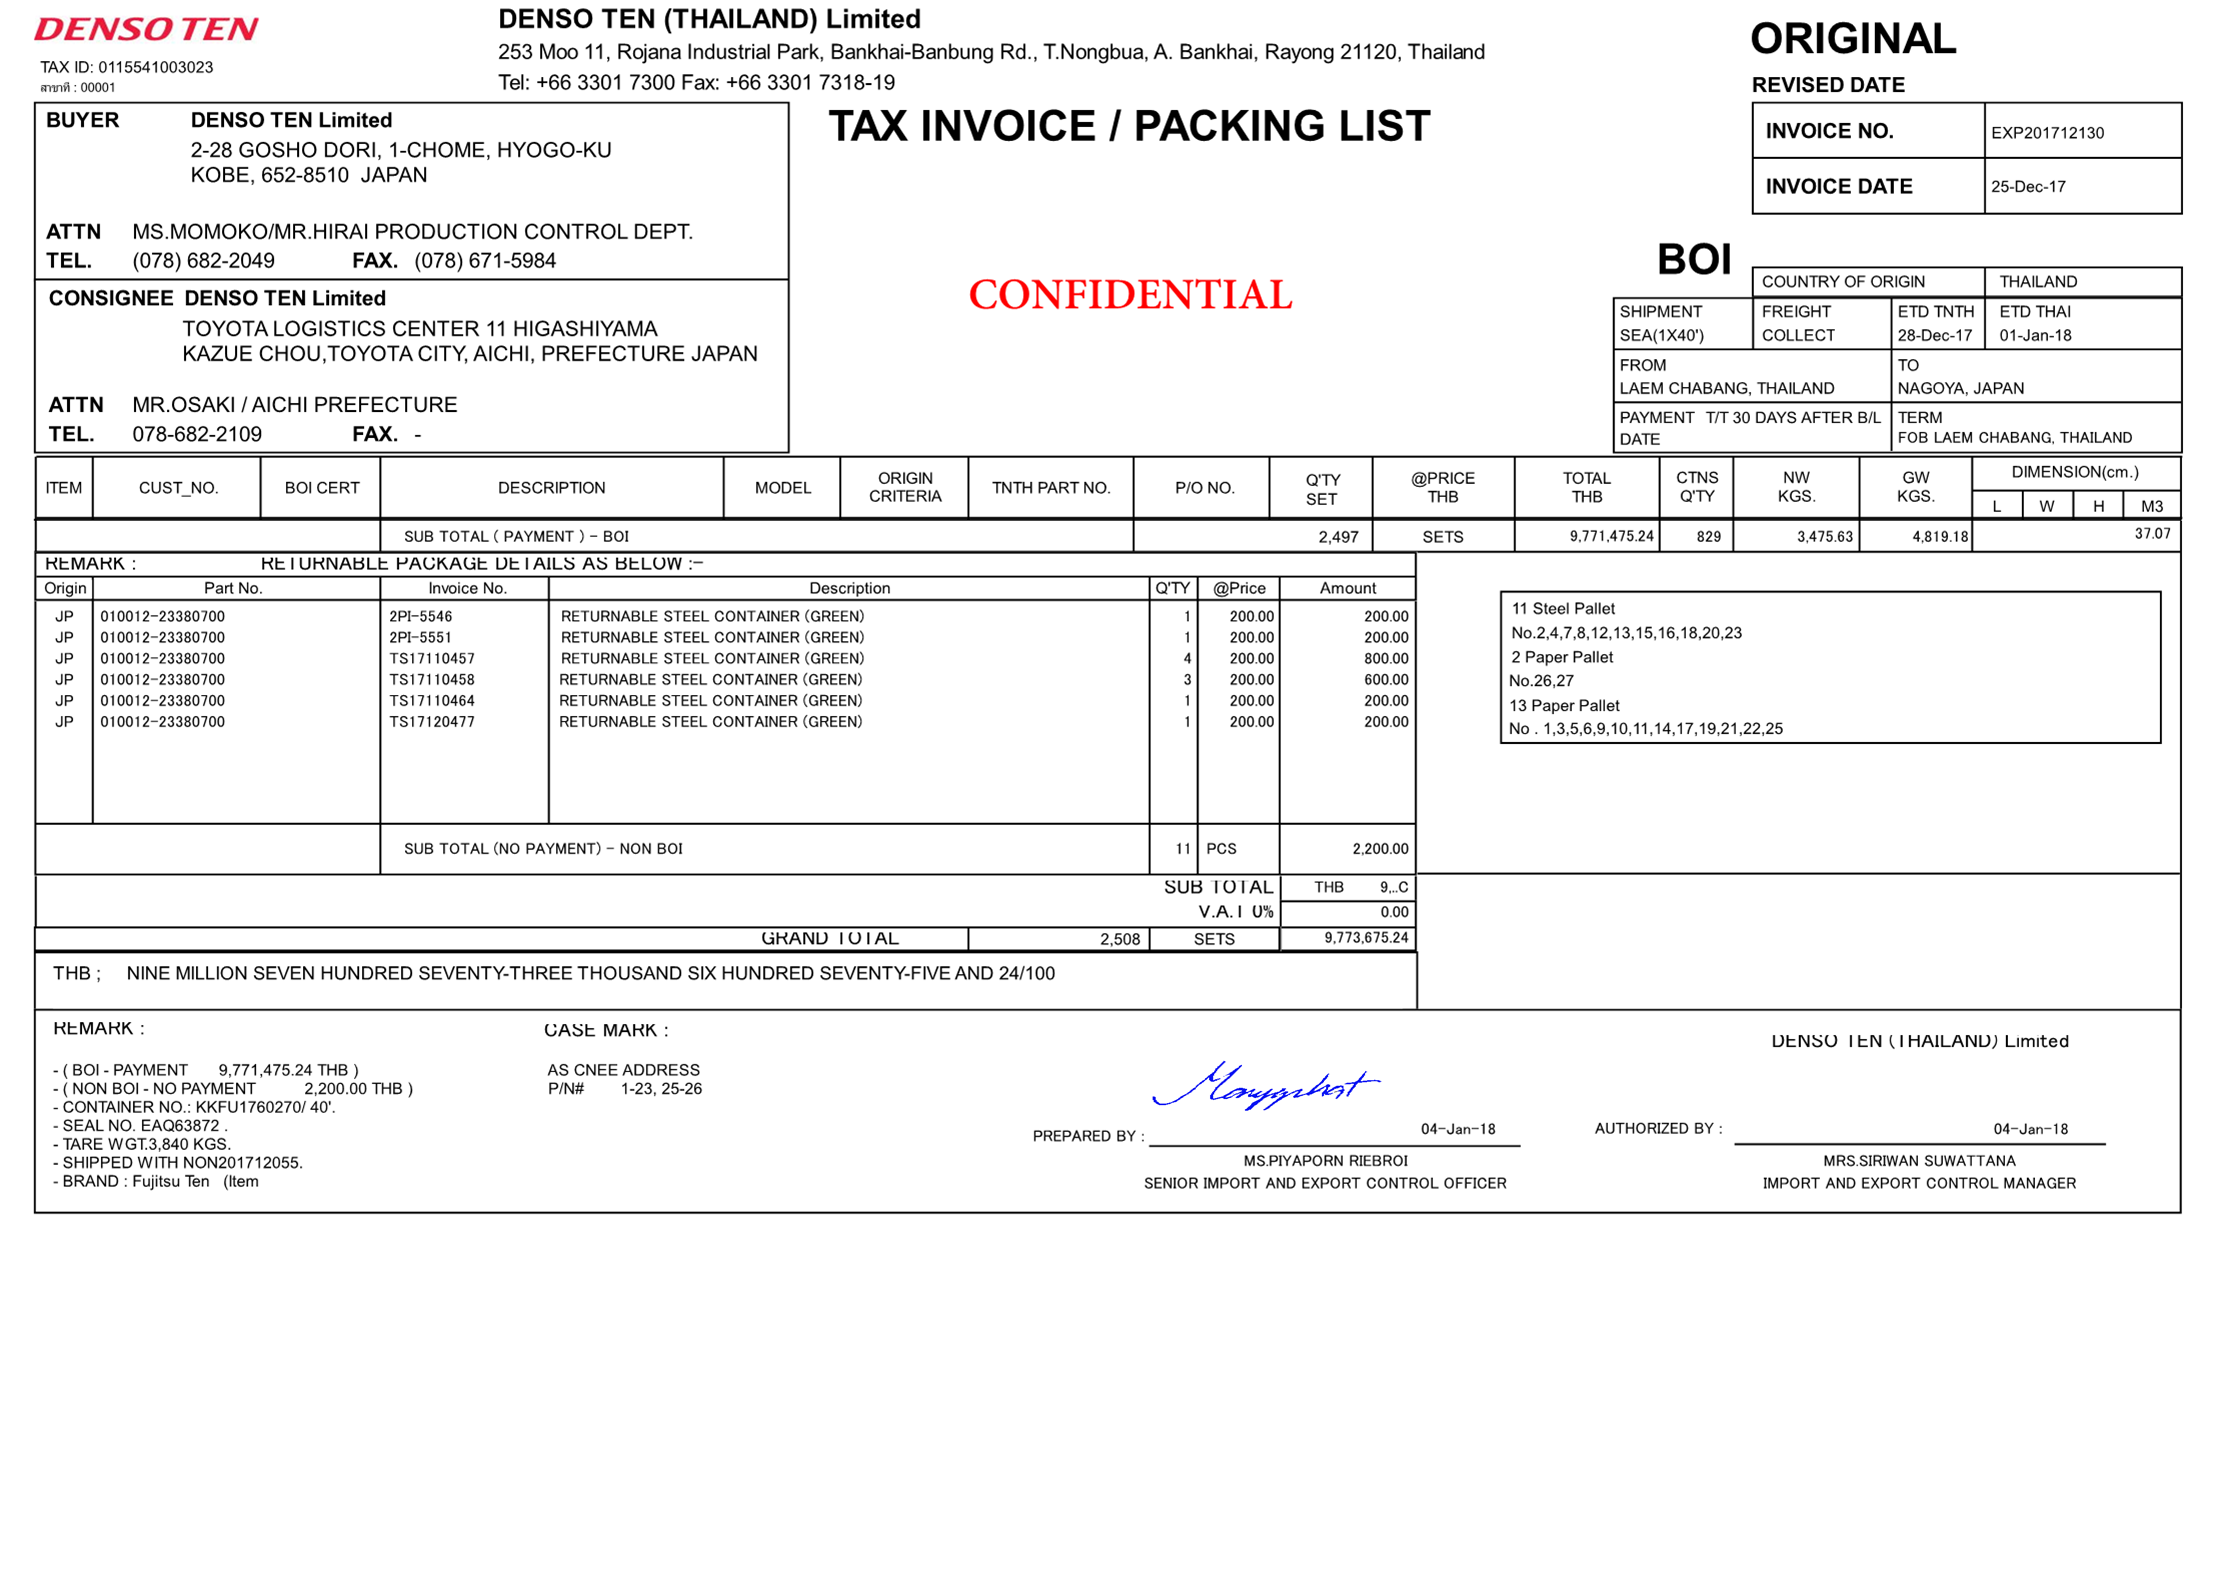 DENSO TEN
TAX ID: 0115541003023
สาขาที่ : 00001
DENSO TEN (THAILAND) Limited
253 Moo 11, Rojana Industrial Park, Bankhai-Banbung Rd., T.Nongbua, A. Bankhai, Rayong 21120, Thailand
Tel: +66 3301 7300 Fax: +66 3301 7318-19
ORIGINAL
REVISED DATE
TAX INVOICE / PACKING LIST
INVOICE NO. EXP201712130
INVOICE DATE 25-Dec-17
BUYER DENSO TEN Limited
2-28 GOSHO DORI, 1-CHOME, HYOGO-KU
KOBE, 652-8510 JAPAN
ATTN MS.MOMOKO/MR.HIRAI PRODUCTION CONTROL DEPT.
TEL. (078) 682-2049 FAX. (078) 671-5984
CONSIGNEE DENSO TEN Limited
TOYOTA LOGISTICS CENTER 11 HIGASHIYAMA
KAZUE CHOU,TOYOTA CITY, AICHI, PREFECTURE JAPAN
ATTN MR.OSAKI / AICHI PREFECTURE
TEL. 078-682-2109 FAX. -
CONFIDENTIAL
BOI
COUNTRY OF ORIGIN THAILAND
SHIPMENT FREIGHT ETD TNTH ETD THAI
SEA(1X40') COLLECT 28-Dec-17 01-Jan-18
FROM TO
LAEM CHABANG, THAILAND NAGOYA, JAPAN
PAYMENT T/T 30 DAYS AFTER B/L TERM
DATE FOB LAEM CHABANG, THAILAND
ITEM CUST_NO. BOI CERT DESCRIPTION MODEL ORIGIN CRITERIA TNTH PART NO. P/O NO. Q'TY SET @PRICE THB TOTAL THB CTNS Q'TY NW KGS. GW KGS. DIMENSION(cm.)
L W H M3
SUB TOTAL ( PAYMENT ) - BOI 2,497 SETS 9,771,475.24 829 3,475.63 4,819.18 37.07
REMARK : RETURNABLE PACKAGE DETAILS AS BELOW :-
Origin Part No. Invoice No. Description Q'TY @Price Amount
JP 010012-23380700 2PI-5546 RETURNABLE STEEL CONTAINER (GREEN) 1 200.00 200.00
JP 010012-23380700 2PI-5551 RETURNABLE STEEL CONTAINER (GREEN) 1 200.00 200.00
JP 010012-23380700 TS17110457 RETURNABLE STEEL CONTAINER (GREEN) 4 200.00 800.00
JP 010012-23380700 TS17110458 RETURNABLE STEEL CONTAINER (GREEN) 3 200.00 600.00
JP 010012-23380700 TS17110464 RETURNABLE STEEL CONTAINER (GREEN) 1 200.00 200.00
JP 010012-23380700 TS17120477 RETURNABLE STEEL CONTAINER (GREEN) 1 200.00 200.00
11 Steel Pallet
No.2,4,7,8,12,13,15,16,18,20,23
2 Paper Pallet
No.26,27
13 Paper Pallet
No . 1,3,5,6,9,10,11,14,17,19,21,22,25
SUB TOTAL (NO PAYMENT) - NON BOI 11 PCS 2,200.00
SUB TOTAL THB 9,..C
V.A.T 0% 0.00
GRAND TOTAL 2,508 SETS 9,773,675.24
THB ; NINE MILLION SEVEN HUNDRED SEVENTY-THREE THOUSAND SIX HUNDRED SEVENTY-FIVE AND 24/100
REMARK :
- ( BOI - PAYMENT 9,771,475.24 THB )
- ( NON BOI - NO PAYMENT 2,200.00 THB )
- CONTAINER NO.: KKFU1760270/ 40'.
- SEAL NO. EAQ63872 .
- TARE WGT.3,840 KGS.
- SHIPPED WITH NON201712055.
- BRAND : Fujitsu Ten (Item
CASE MARK :
AS CNEE ADDRESS
P/N# 1-23, 25-26
PREPARED BY : 04-Jan-18
MS.PIYAPORN RIEBROI
SENIOR IMPORT AND EXPORT CONTROL OFFICER
DENSO TEN (THAILAND) Limited
AUTHORIZED BY : 04-Jan-18
MRS.SIRIWAN SUWATTANA
IMPORT AND EXPORT CONTROL MANAGER